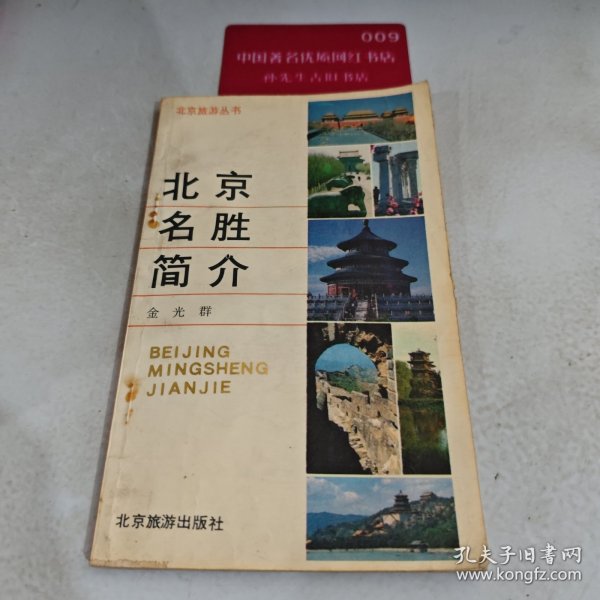 009
中国著名优质网红书店
孙先生古旧书店
北京旅游丛书
北京
名胜
简介
金光群
BEIJING
MINGSHENG
JIANJIE
北京旅游出版社
孔夫子旧书网
www.kongfz.com